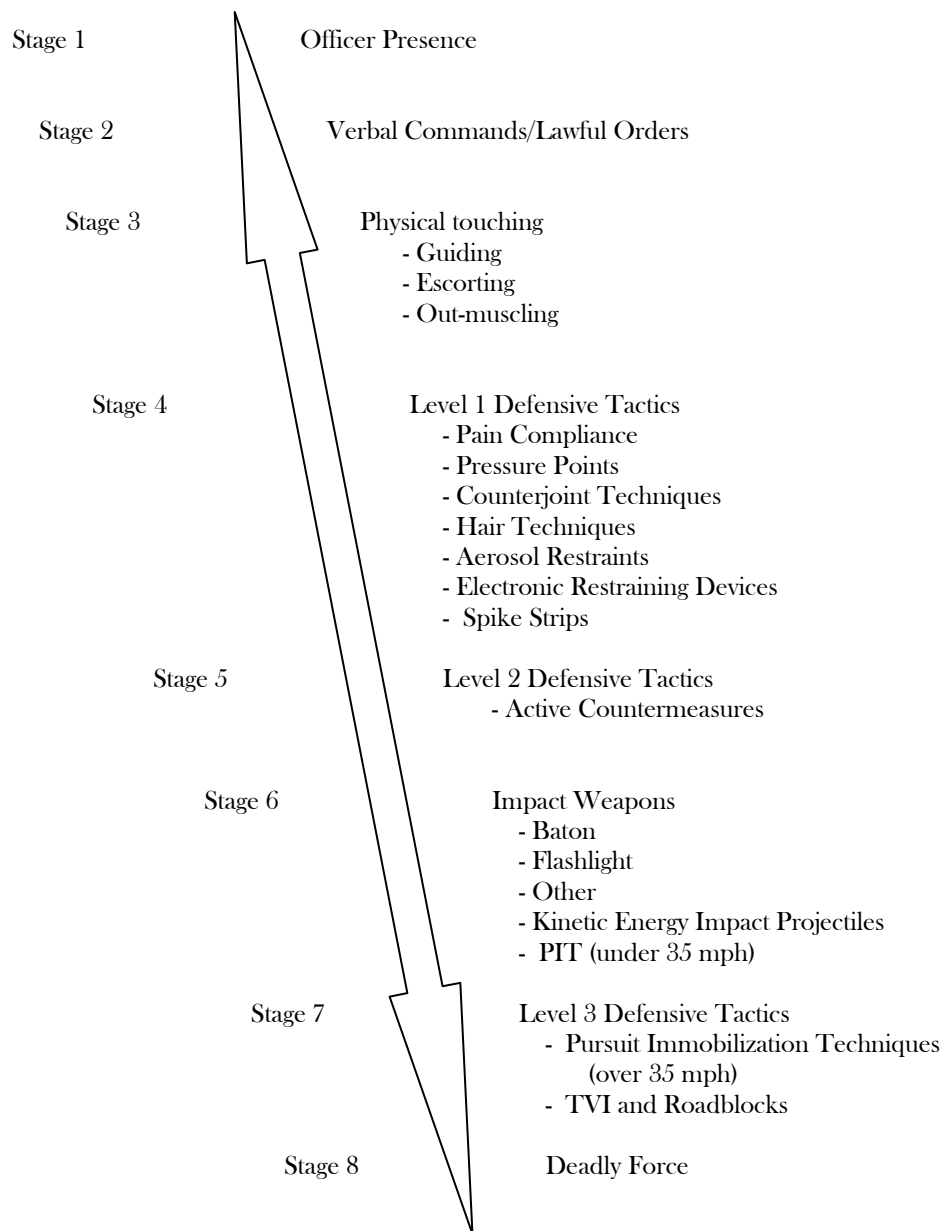 Stage 1 Officer Presence
Stage 2 Verbal Commands/Lawful Orders
Stage 3 Physical touching
- Guiding
- Escorting
- Out-muscling
Stage 4 Level 1 Defensive Tactics
- Pain Compliance
- Pressure Points
- Counterjoint Techniques
- Hair Techniques
- Aerosol Restraints
- Electronic Restraining Devices
- Spike Strips
Stage 5 Level 2 Defensive Tactics
- Active Countermeasures
Stage 6 Impact Weapons
- Baton
- Flashlight
- Other
- Kinetic Energy Impact Projectiles
- PIT (under 35 mph)
Stage 7 Level 3 Defensive Tactics
- Pursuit Immobilization Techniques
(over 35 mph)
- TVI and Roadblocks
Stage 8 Deadly Force